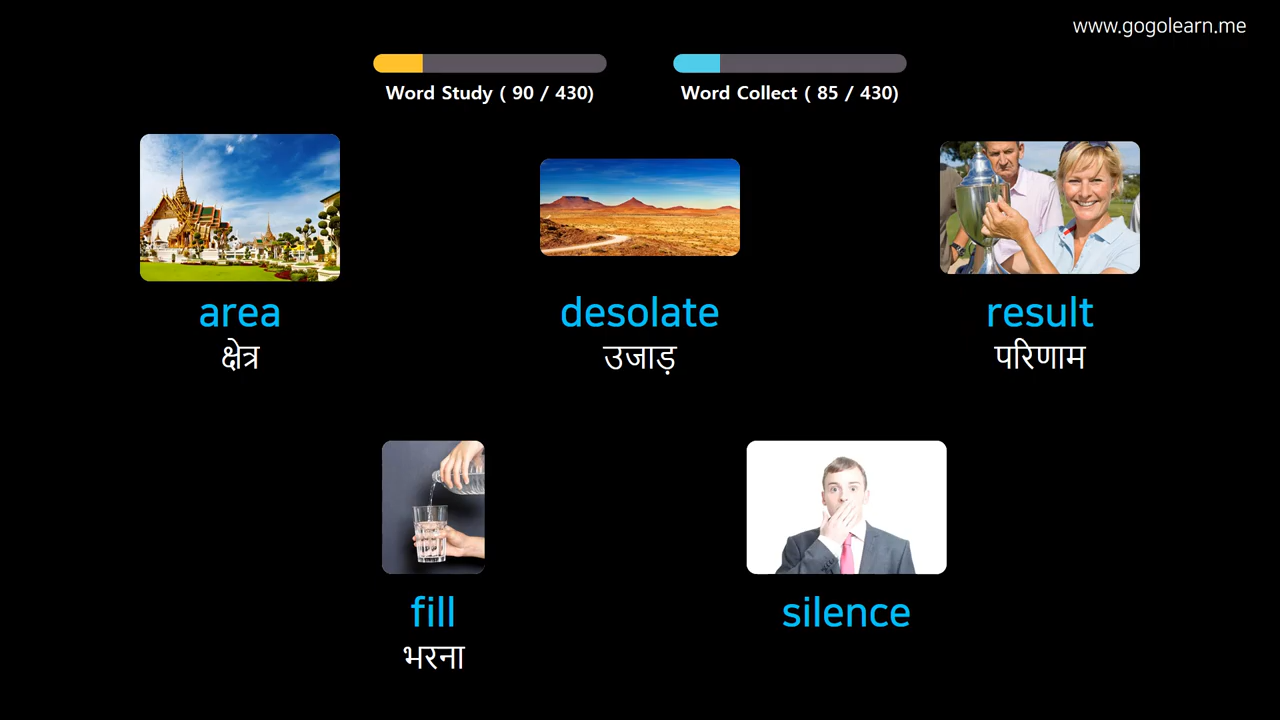 www.gogolearn.me
Word Study ( 90 / 430)
Word Collect ( 85 / 430)
area
क्षेत्र
desolate
उजाड़
result
परिणाम
fill
भरना
silence